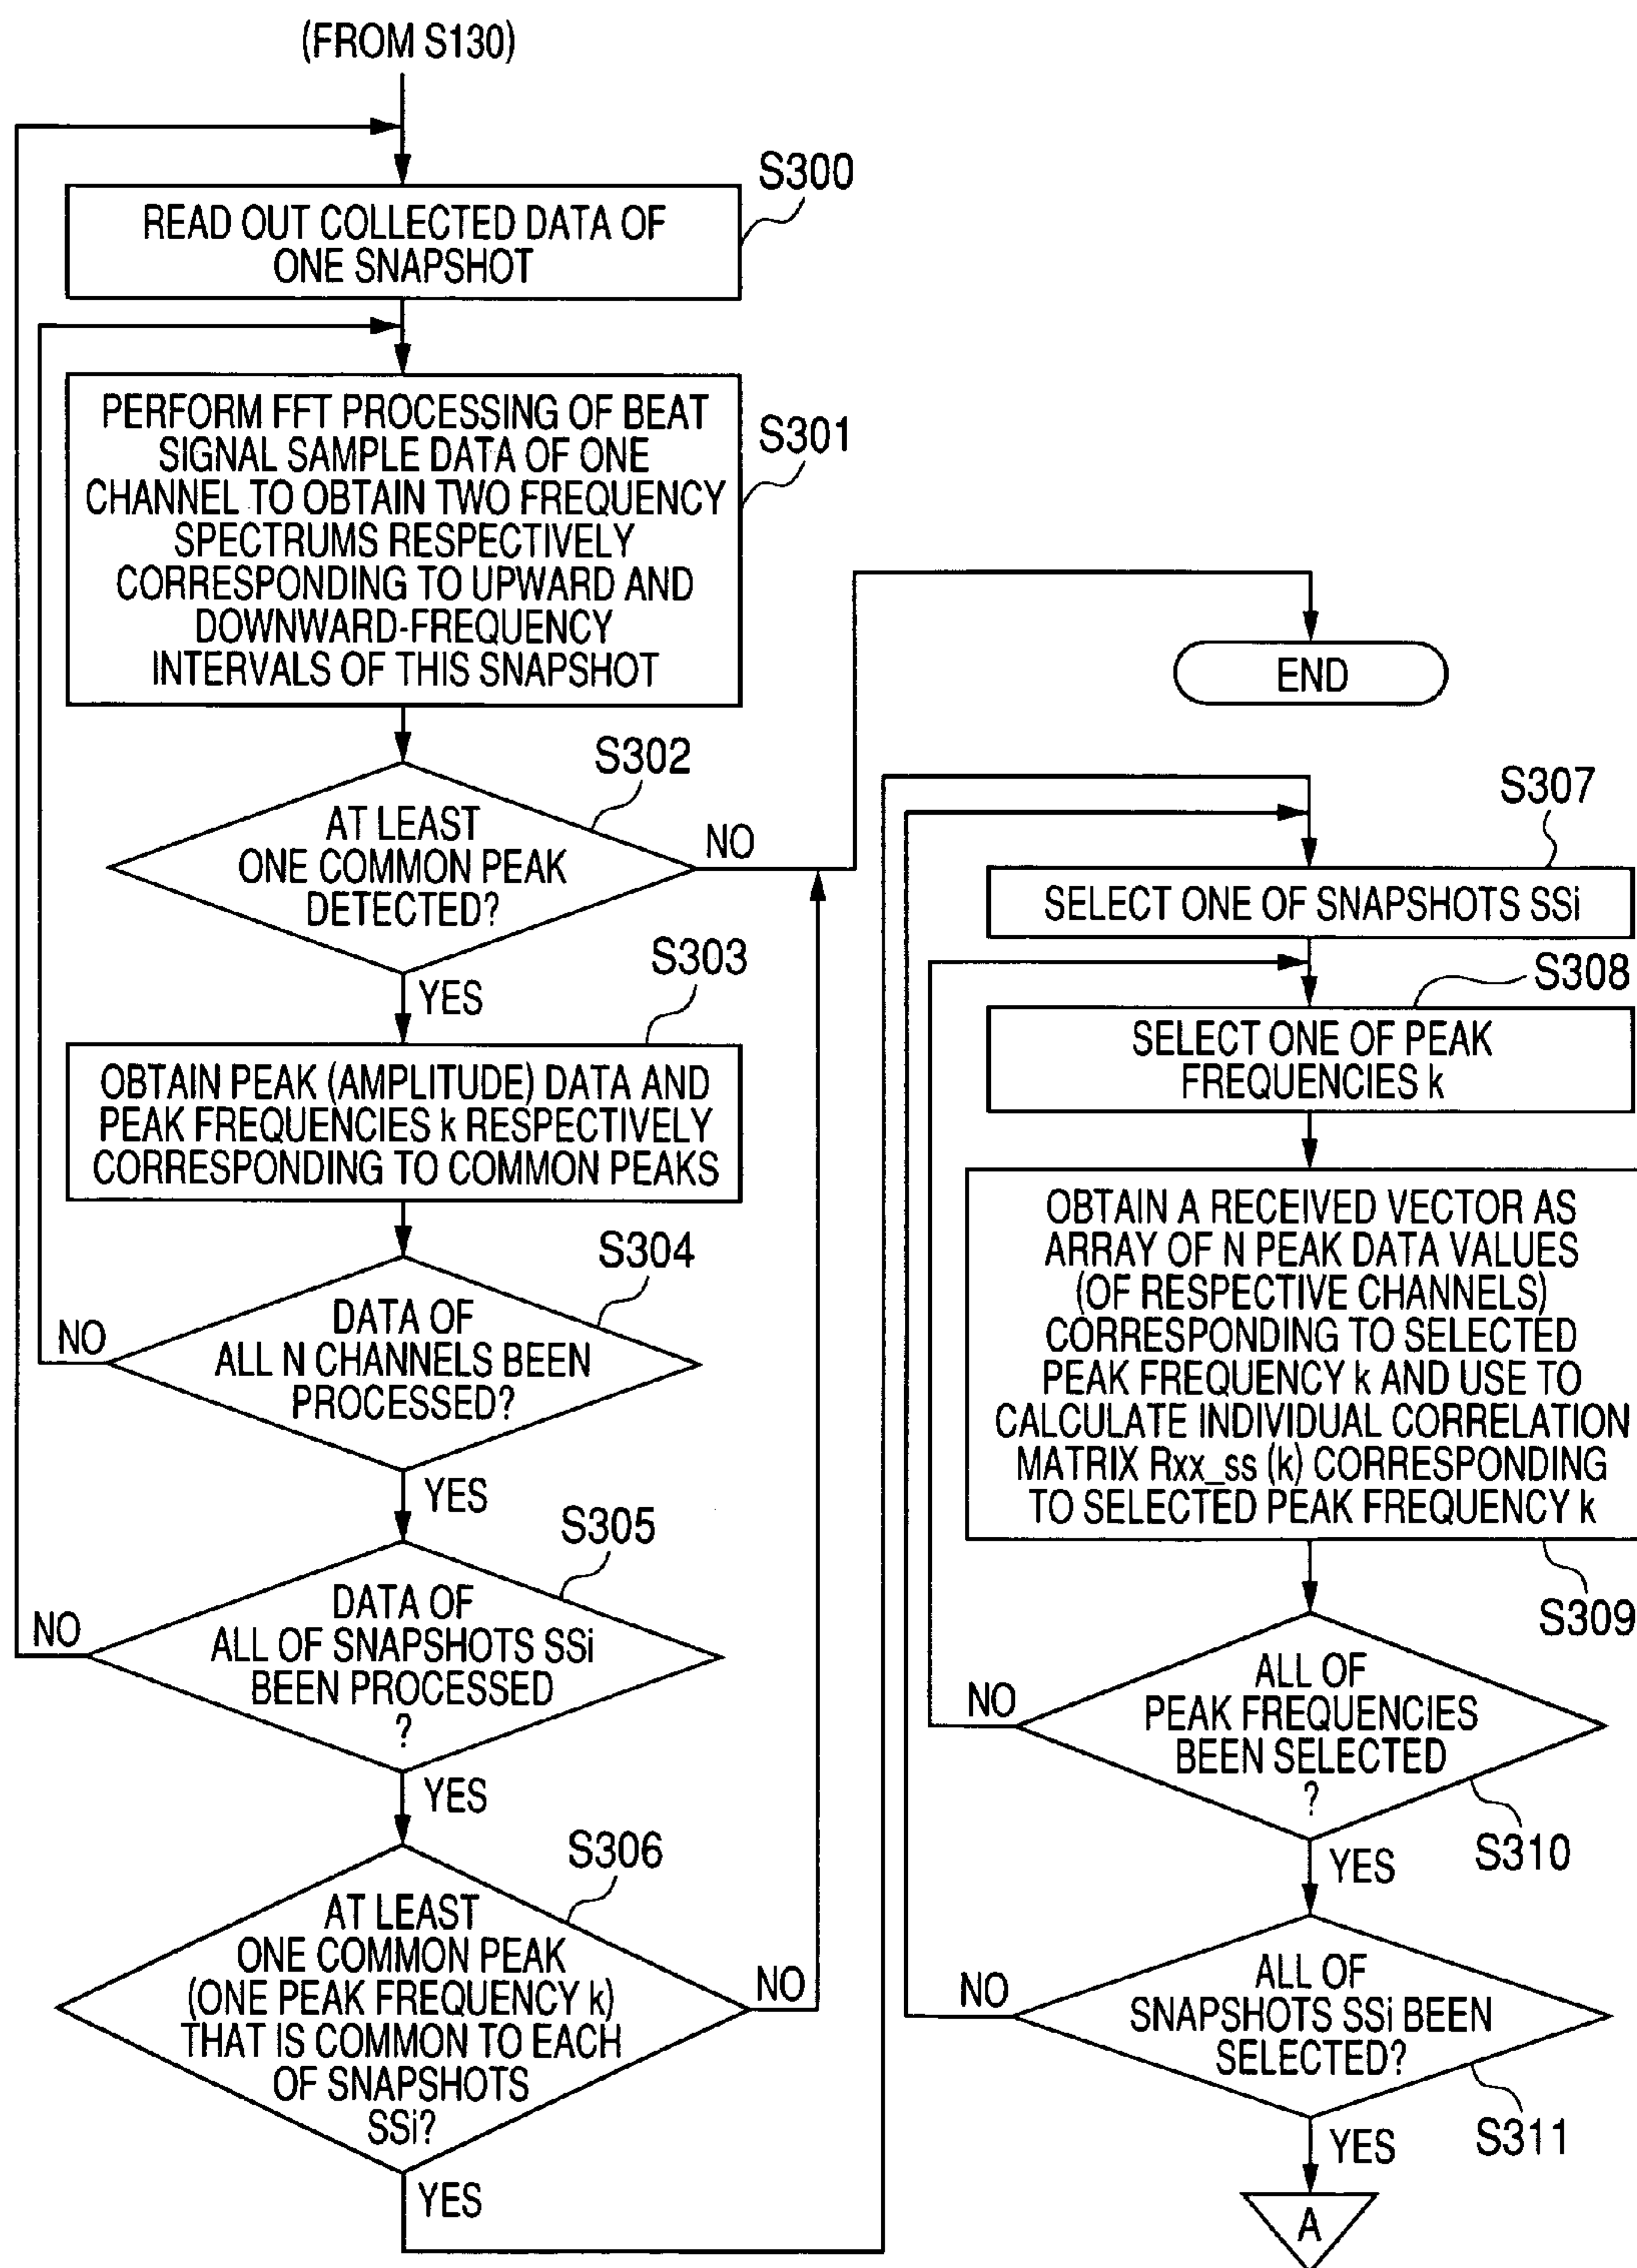 (FROM S130)
S300
READ OUT COLLECTED DATA OF
ONE SNAPSHOT
S301
PERFORM FFT PROCESSING OF BEAT
SIGNAL SAMPLE DATA OF ONE
CHANNEL TO OBTAIN TWO FREQUENCY
SPECTRUMS RESPECTIVELY
CORRESPONDING TO UPWARD AND
DOWNWARD-FREQUENCY
INTERVALS OF THIS SNAPSHOT
S302
AT LEAST
ONE COMMON PEAK
DETECTED?
NO
YES
S303
OBTAIN PEAK (AMPLITUDE) DATA AND
PEAK FREQUENCIES k RESPECTIVELY
CORRESPONDING TO COMMON PEAKS
S304
DATA OF
ALL N CHANNELS BEEN
PROCESSED?
NO
YES
S305
DATA OF
ALL OF SNAPSHOTS SSi
BEEN PROCESSED
?
NO
YES
S306
AT LEAST
ONE COMMON PEAK
(ONE PEAK FREQUENCY k)
THAT IS COMMON TO EACH
OF SNAPSHOTS
SSi?
NO
YES
END
S307
SELECT ONE OF SNAPSHOTS SSi
S308
SELECT ONE OF PEAK
FREQUENCIES k
OBTAIN A RECEIVED VECTOR AS
ARRAY OF N PEAK DATA VALUES
(OF RESPECTIVE CHANNELS)
CORRESPONDING TO SELECTED
PEAK FREQUENCY k AND USE TO
CALCULATE INDIVIDUAL CORRELATION
MATRIX Rxx_ss (k) CORRESPONDING
TO SELECTED PEAK FREQUENCY k
S309
ALL OF
PEAK FREQUENCIES
BEEN SELECTED
?
NO
S310
YES
ALL OF
SNAPSHOTS SSi BEEN
SELECTED?
NO
S311
YES
A